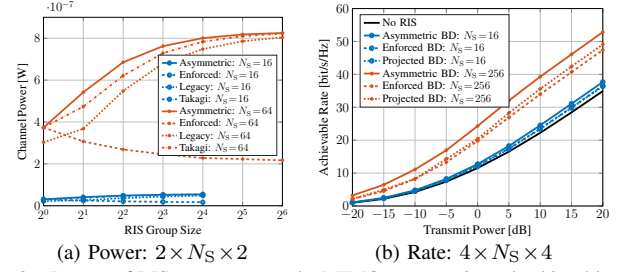 ·10⁻⁷
8
6
4
2
0
2⁰ 2¹ 2² 2³ 2⁴ 2⁵ 2⁶
Channel Power [W]
RIS Group Size
Asymmetric: N_S = 16
Enforced: N_S = 16
Legacy: N_S = 16
Takagi: N_S = 16
Asymmetric: N_S = 64
Enforced: N_S = 64
Legacy: N_S = 64
Takagi: N_S = 64
(a) Power: 2 × N_S × 2
60
50
40
30
20
10
0
−20 −15 −10 −5 0 5 10 15 20
Achievable Rate [bit/s/Hz]
Transmit Power [dB]
No RIS
Asymmetric BD: N_S = 16
Enforced BD: N_S = 16
Projected BD: N_S = 16
Asymmetric BD: N_S = 256
Enforced BD: N_S = 256
Projected BD: N_S = 256
(b) Rate: 4 × N_S × 4